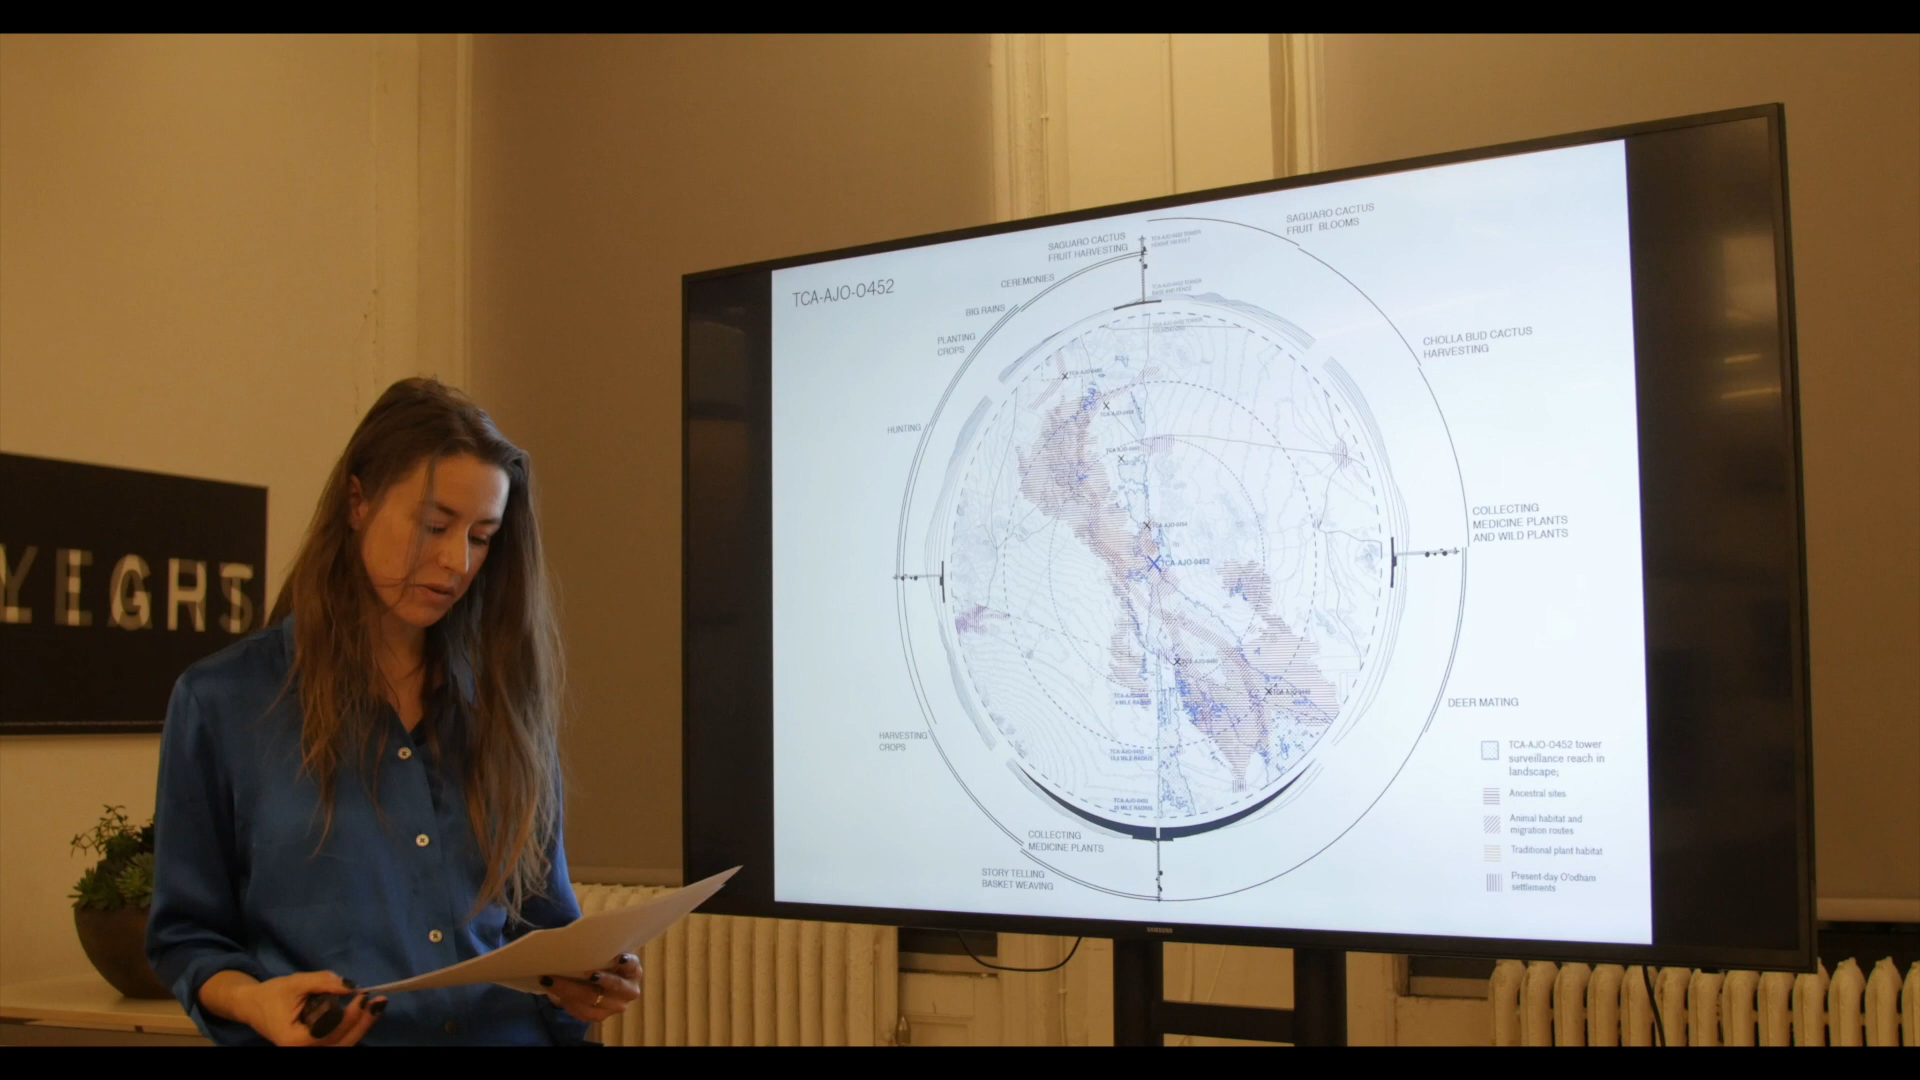 YEARS
TCA-AJO-0452
SAGUARO CACTUS
FRUIT BLOOMS
SAGUARO CACTUS
FRUIT HARVESTING
CEREMONIES
BIG RAINS
PLANTING
CROPS
HUNTING
HARVESTING
CROPS
COLLECTING
MEDICINE PLANTS
STORY TELLING
BASKET WEAVING
CHOLLA BUD CACTUS
HARVESTING
COLLECTING
MEDICINE PLANTS
AND WILD PLANTS
DEER MATING
TCA-AJO-0452
TCA-AJO-0452 tower
surveillance reach in
landscape;
Ancestral sites
Animal habitat and
migration routes
Traditional plant habitat
Present-day O'odham
settlements
SAMSUNG